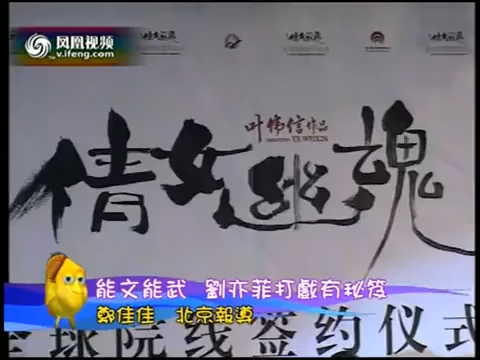 凤凰视频
v.ifeng.com
叶伟信作品
倩女幽魂
能文能武 劉亦菲打戲有秘笈
鄭佳佳 北京報導
全球院线签约仪式